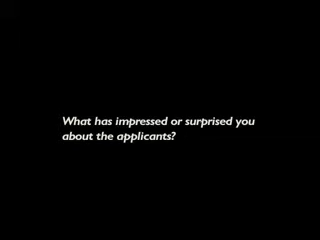 What has impressed or surprised you
about the applicants?